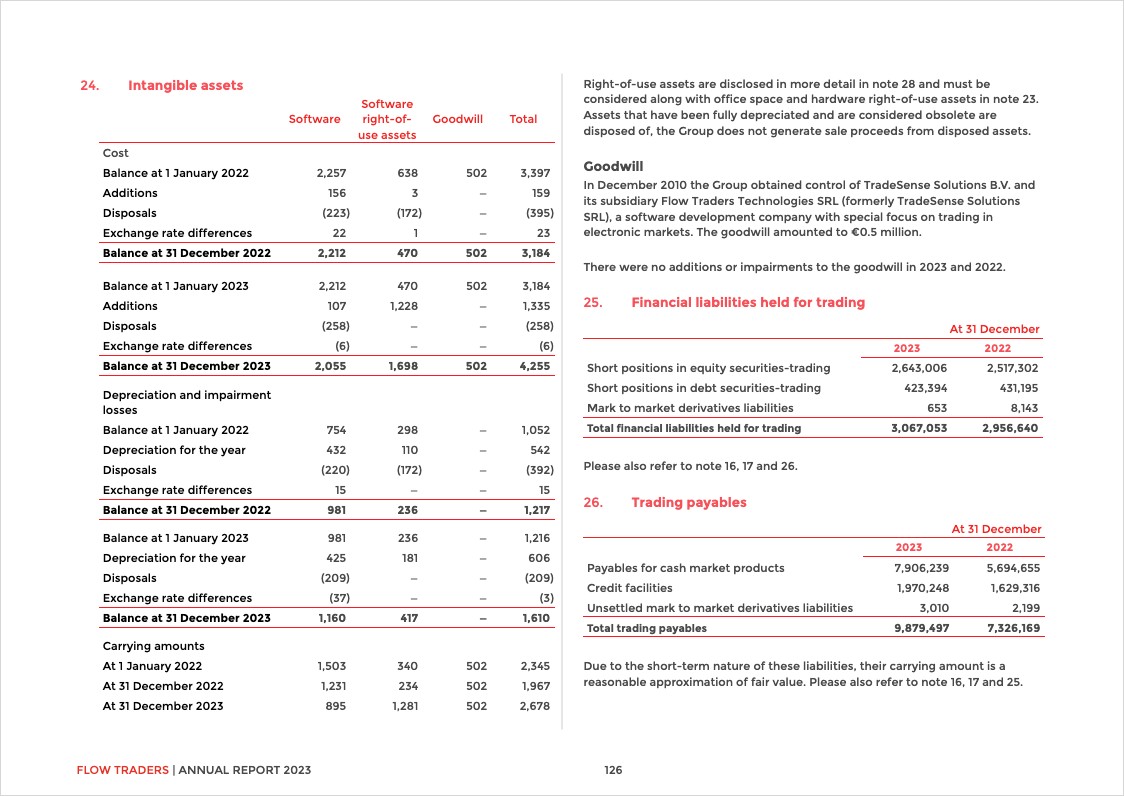 24. Intangible assets
Software
right-of-
Software use assets Goodwill Total
Cost
Balance at 1 January 2022 2,257 638 502 3,397
Additions 156 3 – 159
Disposals (223) (172) – (395)
Exchange rate differences 22 1 – 23
Balance at 31 December 2022 2,212 470 502 3,184
Balance at 1 January 2023 2,212 470 502 3,184
Additions 107 1,228 – 1,335
Disposals (258) – – (258)
Exchange rate differences (6) – – (6)
Balance at 31 December 2023 2,055 1,698 502 4,255
Depreciation and impairment
losses
Balance at 1 January 2022 754 298 – 1,052
Depreciation for the year 432 110 – 542
Disposals (220) (172) – (392)
Exchange rate differences 15 – – 15
Balance at 31 December 2022 981 236 – 1,217
Balance at 1 January 2023 981 236 – 1,216
Depreciation for the year 425 181 – 606
Disposals (209) – – (209)
Exchange rate differences (37) – – (3)
Balance at 31 December 2023 1,160 417 – 1,610
Carrying amounts
At 1 January 2022 1,503 340 502 2,345
At 31 December 2022 1,231 234 502 1,967
At 31 December 2023 895 1,281 502 2,678
Right-of-use assets are disclosed in more detail in note 28 and must be
considered along with office space and hardware right-of-use assets in note 23.
Assets that have been fully depreciated and are considered obsolete are
disposed of, the Group does not generate sale proceeds from disposed assets.
Goodwill
In December 2010 the Group obtained control of TradeSense Solutions B.V. and
its subsidiary Flow Traders Technologies SRL (formerly TradeSense Solutions
SRL), a software development company with special focus on trading in
electronic markets. The goodwill amounted to €0.5 million.
There were no additions or impairments to the goodwill in 2023 and 2022.
25. Financial liabilities held for trading
At 31 December
2023 2022
Short positions in equity securities-trading 2,643,006 2,517,302
Short positions in debt securities-trading 423,394 431,195
Mark to market derivatives liabilities 653 8,143
Total financial liabilities held for trading 3,067,053 2,956,640
Please also refer to note 16, 17 and 26.
26. Trading payables
At 31 December
2023 2022
Payables for cash market products 7,906,239 5,694,655
Credit facilities 1,970,248 1,629,316
Unsettled mark to market derivatives liabilities 3,010 2,199
Total trading payables 9,879,497 7,326,169
Due to the short-term nature of these liabilities, their carrying amount is a
reasonable approximation of fair value. Please also refer to note 16, 17 and 25.
FLOW TRADERS | ANNUAL REPORT 2023 126